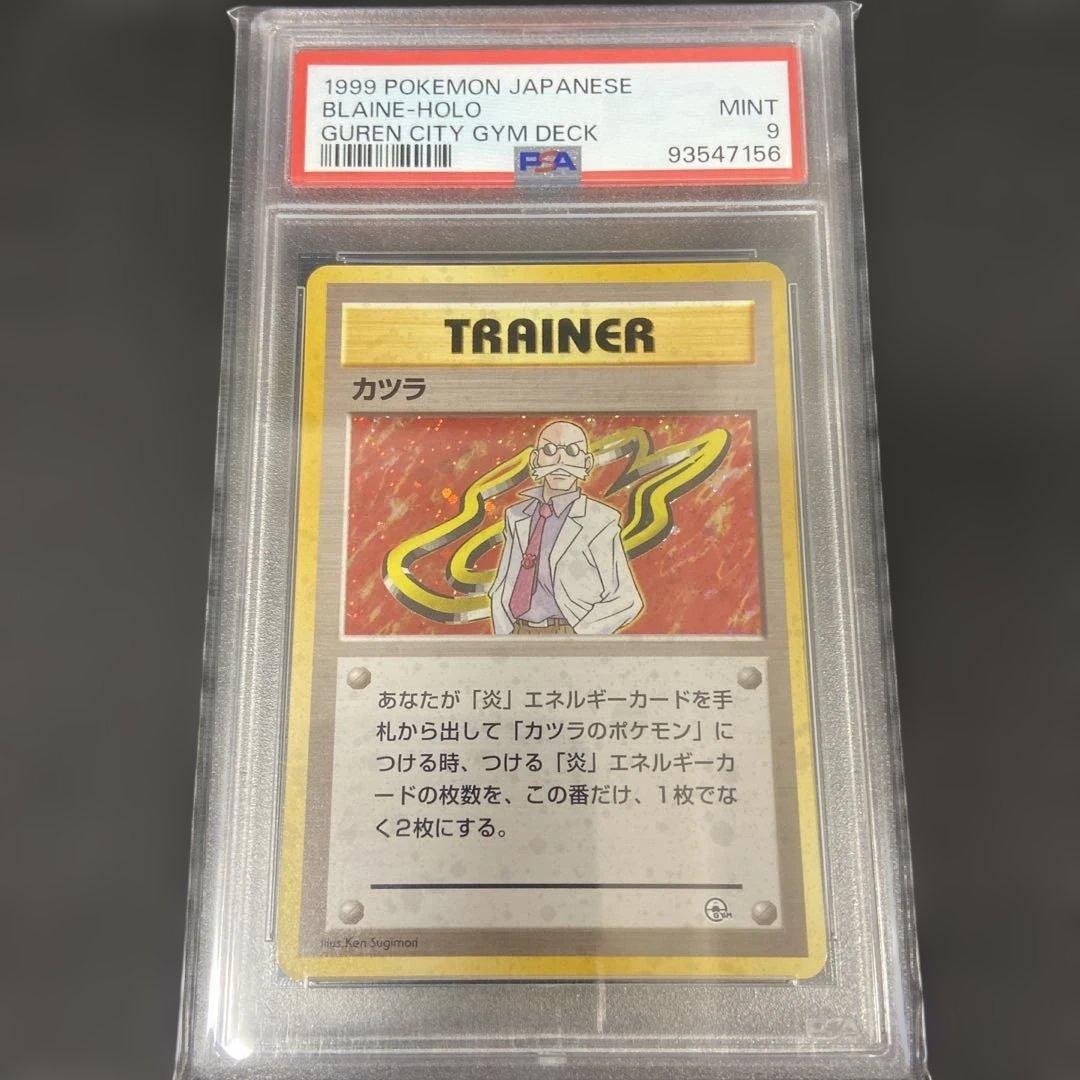 1999 POKEMON JAPANESE
BLAINE-HOLO MINT
GUREN CITY GYM DECK 9
PSA 93547156
TRAINER
カツラ
あなたが「炎」エネルギーカードを手
札から出して「カツラのポケモン」に
つける時、つける「炎」エネルギーカ
ードの枚数を、この番だけ、1枚でな
く2枚にする。
GYM
Illus. Ken Sugimori
PSA